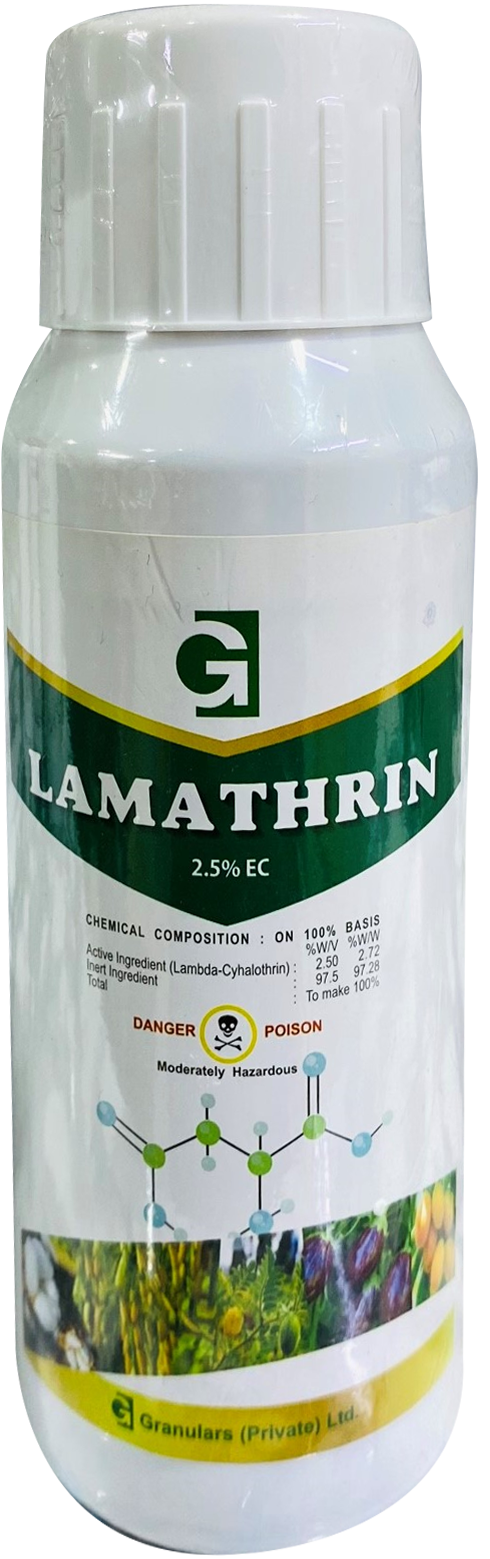 G
LAMATHRIN
2.5% EC
CHEMICAL COMPOSITION : ON 100% BASIS
%W/V %W/W
Active Ingredient (Lambda-Cyhalothrin) : 2.50 2.72
Inert Ingredient : 97.5 97.28
Total : To make 100%
DANGER POISON
Moderately Hazardous
G Granulars (Private) Ltd.